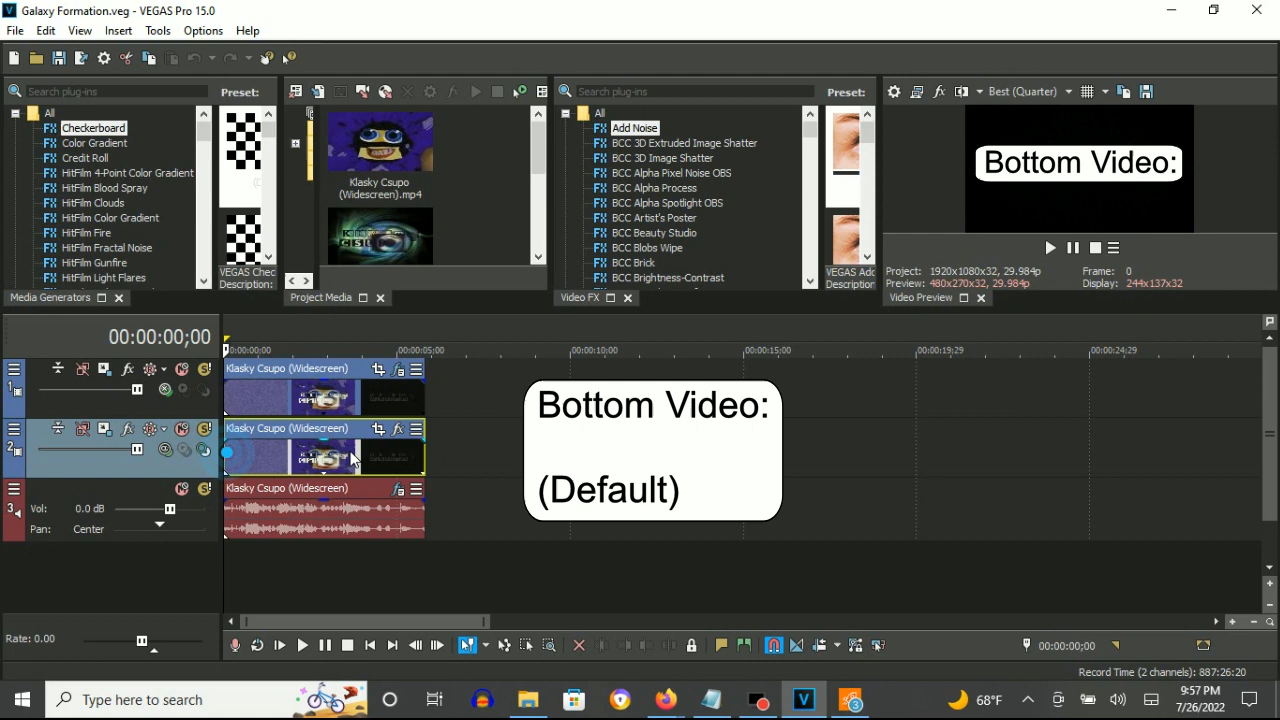 Galaxy Formation.veg - VEGAS Pro 15.0
File Edit View Insert Tools Options Help
Search plug-ins
Preset:
All
Checkerboard
Color Gradient
Credit Roll
HitFilm 4-Point Color Gradient
HitFilm Blood Spray
HitFilm Clouds
HitFilm Color Gradient
HitFilm Fire
HitFilm Fractal Noise
HitFilm Gunfire
HitFilm Light Flares
VEGAS Chec
Description:
Media Generators
Klasky Csupo
(Widescreen).mp4
Project Media
Search plug-ins
Preset:
All
Add Noise
BCC 3D Extruded Image Shatter
BCC 3D Image Shatter
BCC Alpha Pixel Noise OBS
BCC Alpha Process
BCC Alpha Spotlight OBS
BCC Artist's Poster
BCC Beauty Studio
BCC Blobs Wipe
BCC Brick
BCC Brightness-Contrast
VEGAS Add
Description
Video FX
Best (Quarter)
Bottom Video:
Project: 1920x1080x32, 29.984p
Frame: 0
Preview: 480x270x32, 29.984p
Display: 244x137x32
Video Preview
00:00:00;00
00:00:00;00 00:00:05;00 00:00:10;00 00:00:15;00 00:00:19;29 00:00:24;29
1
Klasky Csupo (Widescreen)
2
Klasky Csupo (Widescreen)
3
Vol: 0.0 dB
Pan: Center
Klasky Csupo (Widescreen)
Bottom Video:
(Default)
Rate: 0.00
00:00:00;00
Record Time (2 channels): 887:26:20
Type here to search
3
68°F
9:57 PM
7/26/2022